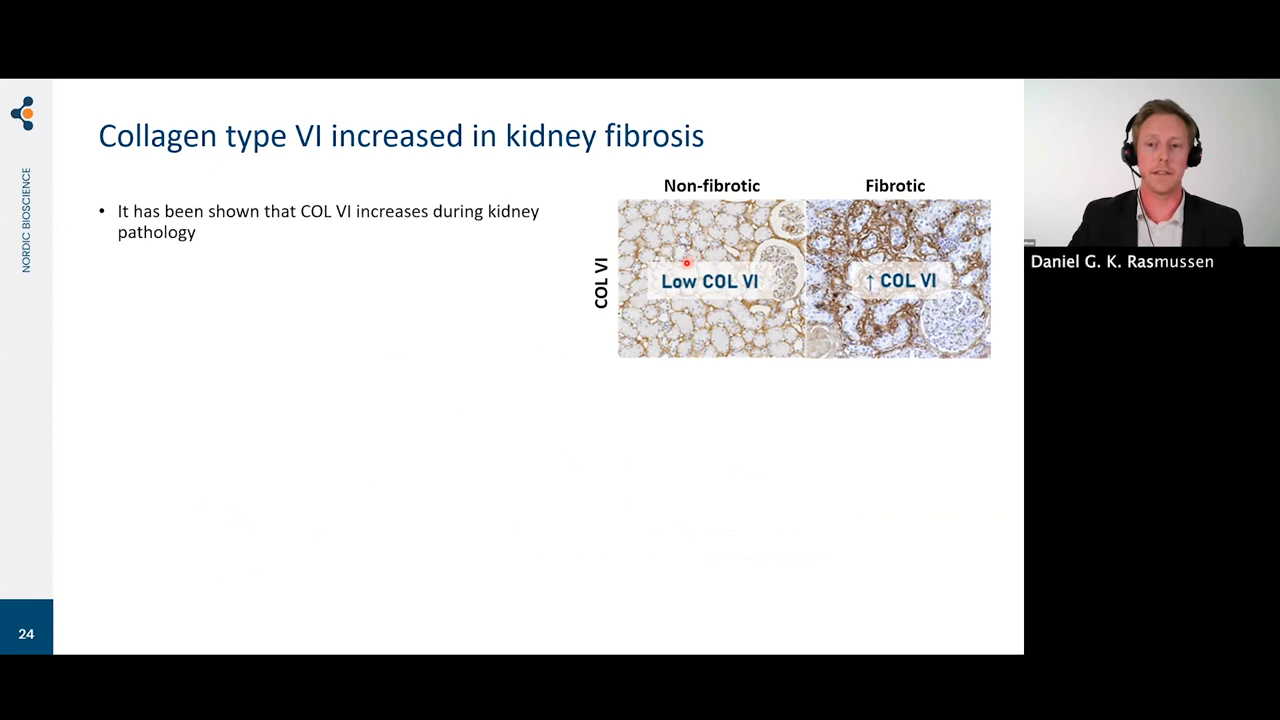 Collagen type VI increased in kidney fibrosis
• It has been shown that COL VI increases during kidney
pathology
Non-fibrotic
Fibrotic
COL VI
Low COL VI
↑ COL VI
NORDIC BIOSCIENCE
24
Daniel G. K. Rasmussen